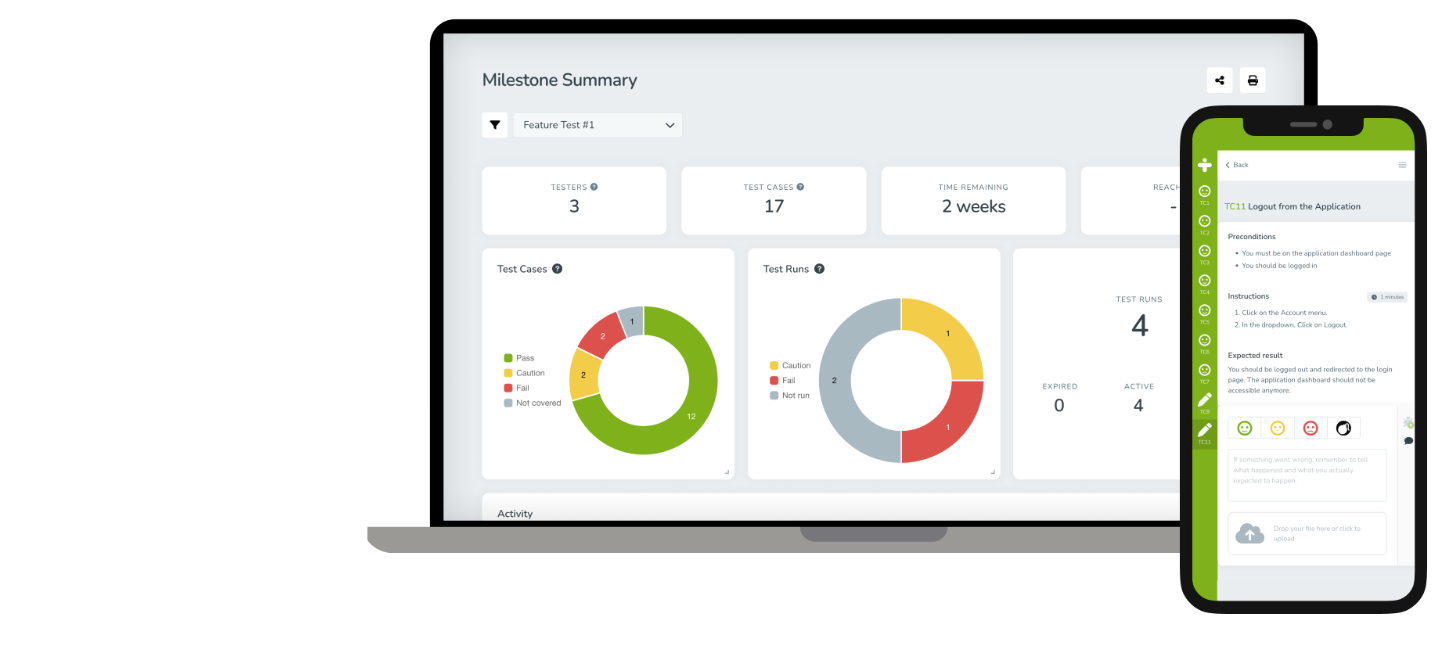 Milestone Summary
Feature Test #1
TESTERS ?
3
TEST CASES ?
17
TIME REMAINING
2 weeks
REACH
-
Test Cases ?
Pass
Caution
Fail
Not covered
1
2
2
12
Test Runs ?
Caution
Fail
Not run
1
2
1
TEST RUNS
4
EXPIRED
0
ACTIVE
4
Activity
Back
TC11 Logout from the Application
Preconditions
• You must be on the application dashboard page
• You should be logged in
Instructions
1 minutes
1. Click on the Account menu.
2. In the dropdown, Click on Logout.
Expected result
You should be logged out and redirected to the login
page. The application dashboard should not be
accessible anymore.
If something went wrong, remember to tell
what happened and what you actually
expected to happen
Drop your file here or click to
upload
TC1
TC2
TC3
TC4
TC5
TC6
TC7
TC11